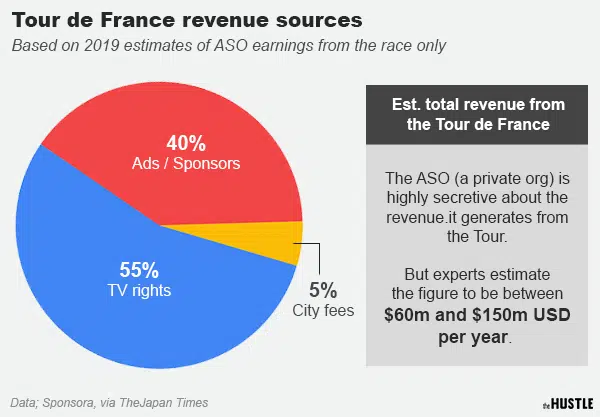 Tour de France revenue sources
Based on 2019 estimates of ASO earnings from the race only
40%
Ads / Sponsors
55%
TV rights
5%
City fees
Est. total revenue from
the Tour de France
The ASO (a private org) is
highly secretive about the
revenue.it generates from
the Tour.
But experts estimate
the figure to be between
$60m and $150m USD
per year.
Data; Sponsora, via TheJapan Times
the HUSTLE